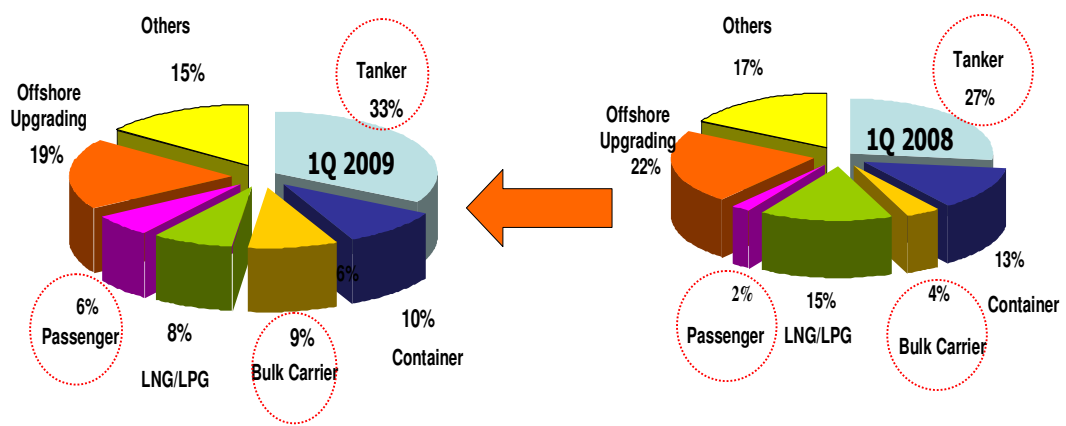 Others
15%
Tanker
33%
Offshore
Upgrading
19%
1Q 2009
6%
6%
Passenger
8%
LNG/LPG
9%
Bulk Carrier
10%
Container
Others
17%
Tanker
27%
Offshore
Upgrading
22%
1Q 2008
2%
Passenger
15%
LNG/LPG
4%
Bulk Carrier
13%
Container